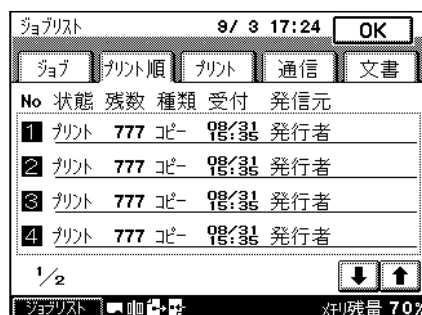 ジョブリスト 9/ 3 17:24 OK
ジョブ プリント順 プリント 通信 文書
No 状態 残数 種類 受付 発信元
1 プリント 777 コピー 08/31 15:35 発行者
2 プリント 777 コピー 08/31 15:35 発行者
3 プリント 777 コピー 08/31 15:35 発行者
4 プリント 777 コピー 08/31 15:35 発行者
1/2
ジョブリスト メモリ残量 70%